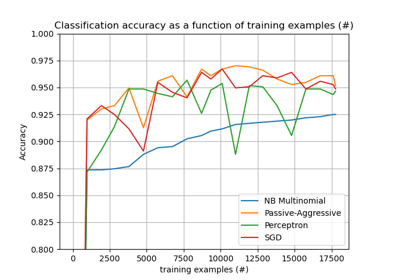 Classification accuracy as a function of training examples (#)
1.000
0.975
0.950
0.925
0.900
0.875
0.850
0.825
0.800
Accuracy
NB Multinomial
Passive-Aggressive
Perceptron
SGD
0 2500 5000 7500 10000 12500 15000 17500
training examples (#)